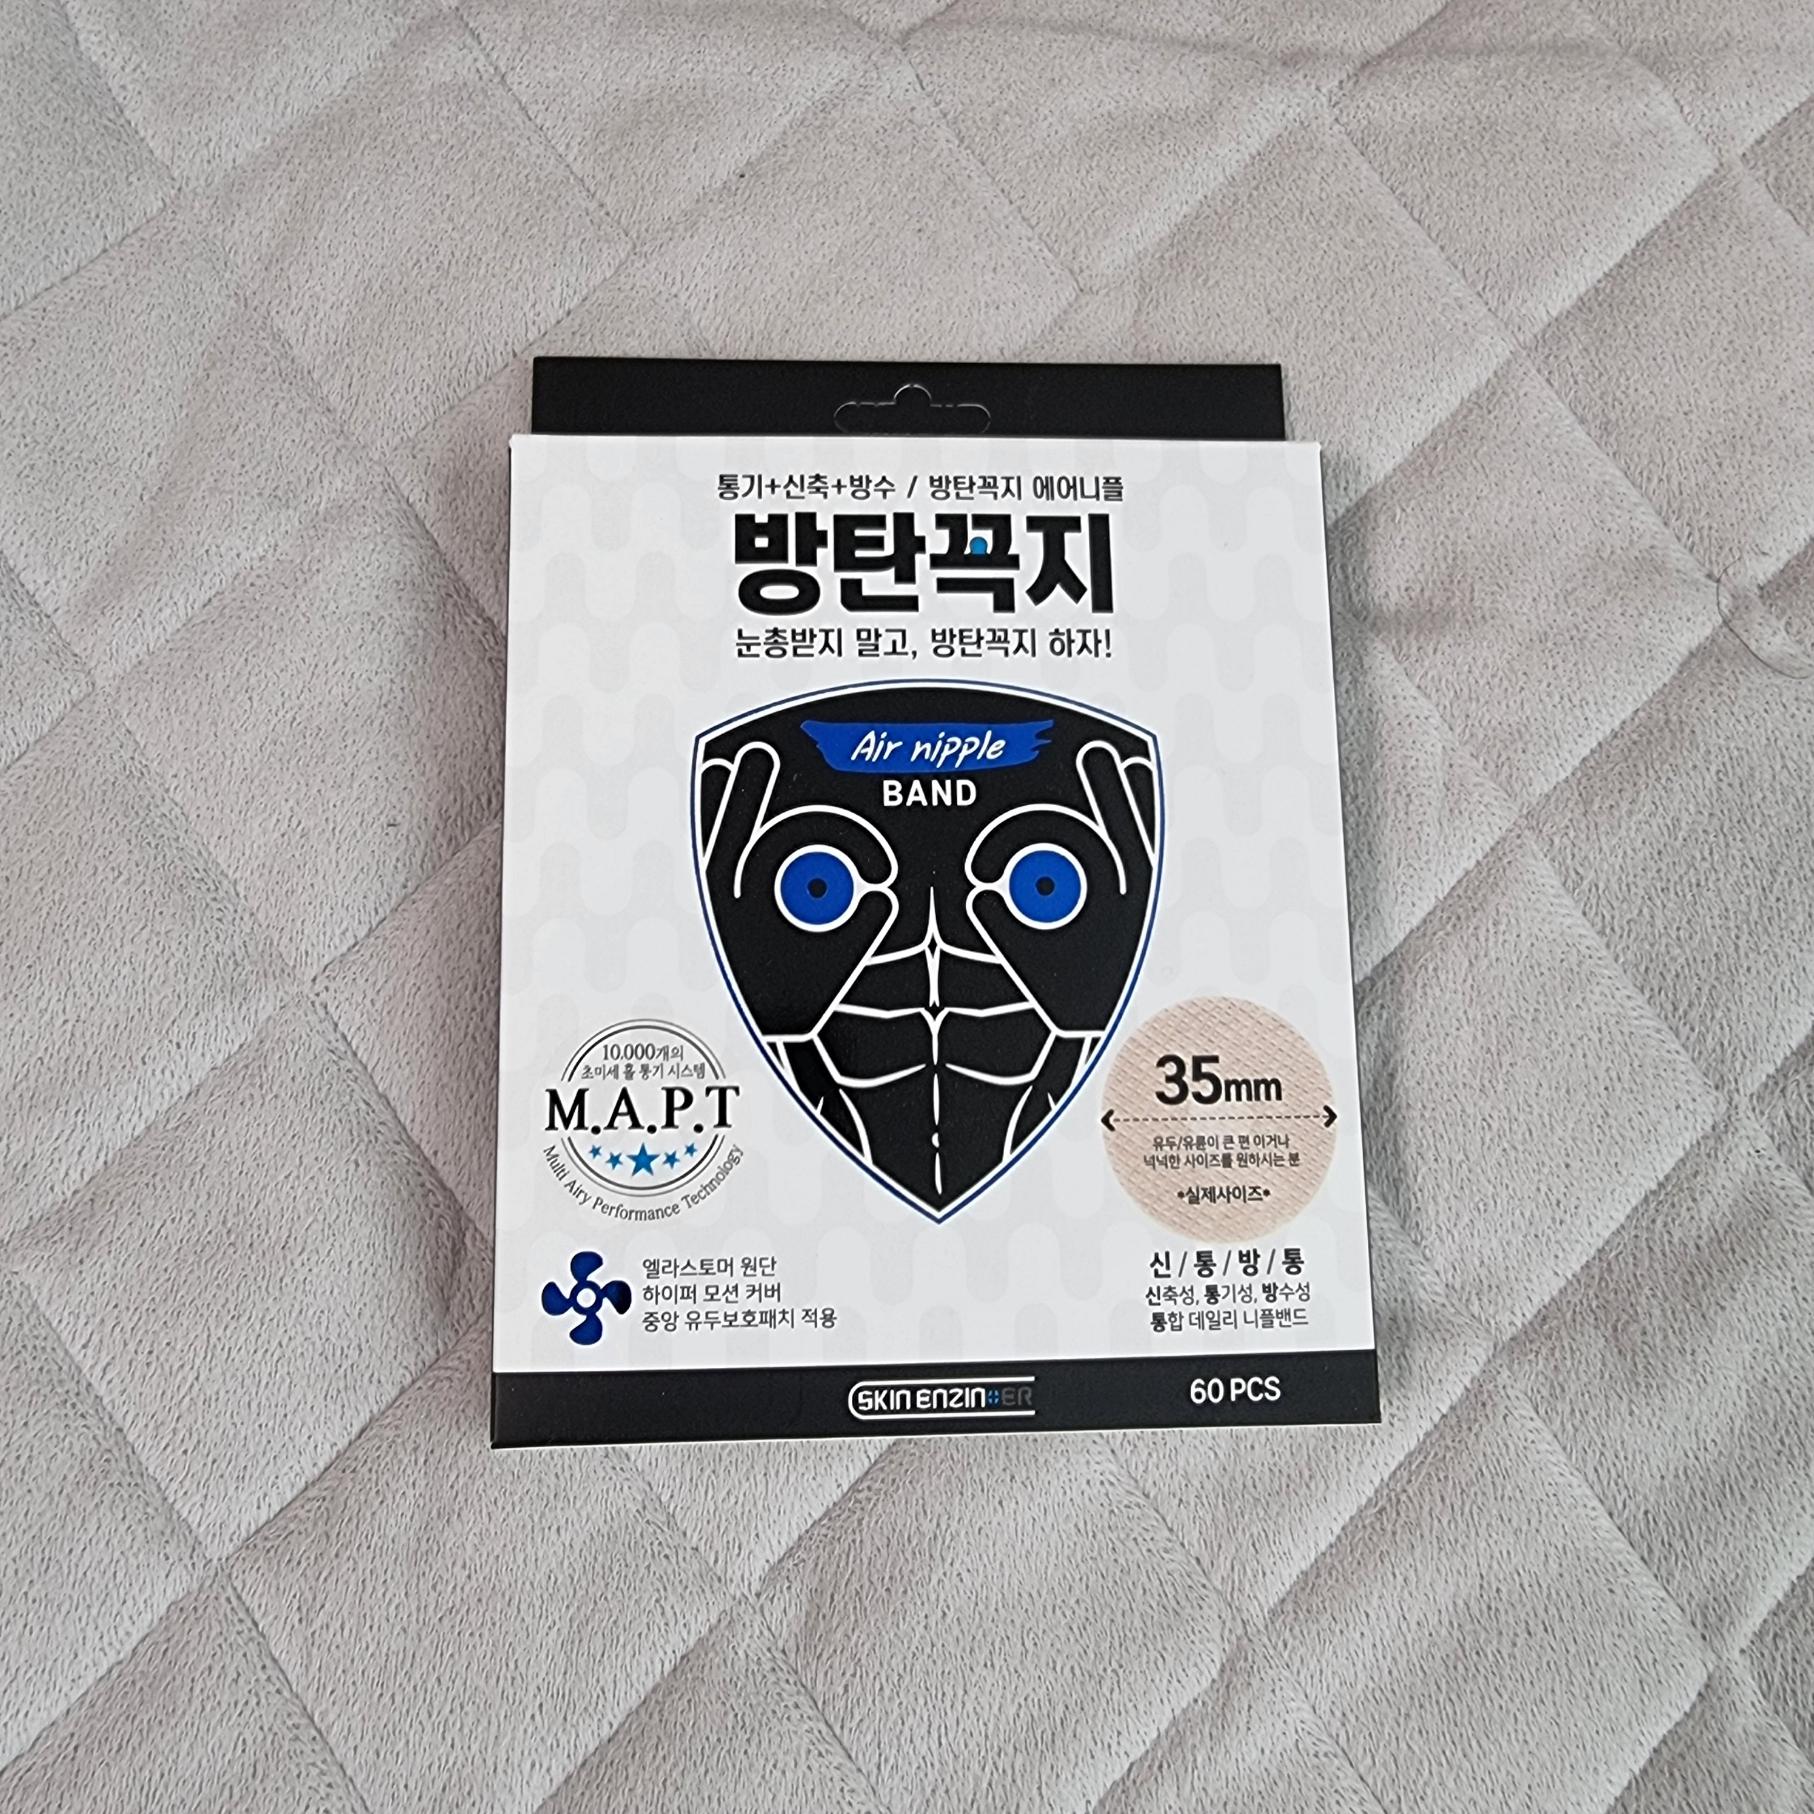 통기+신축+방수 / 방탄꼭지 에어니플
방탄꼭지
눈총받지 말고, 방탄꼭지 하자!
Air nipple
BAND
10.000개의
초미세 홀 통기 시스템
M.A.P.T
Multi Airy Performance Technology
35mm
유두/유륜이 큰 편 이거나
넉넉한 사이즈를 원하시는 분
*실제사이즈*
엘라스토머 원단
하이퍼 모션 커버
중앙 유두보호패치 적용
신/통/방/통
신축성, 통기성, 방수성
통합 데일리 니플밴드
SKIN ENZINEER
60 PCS